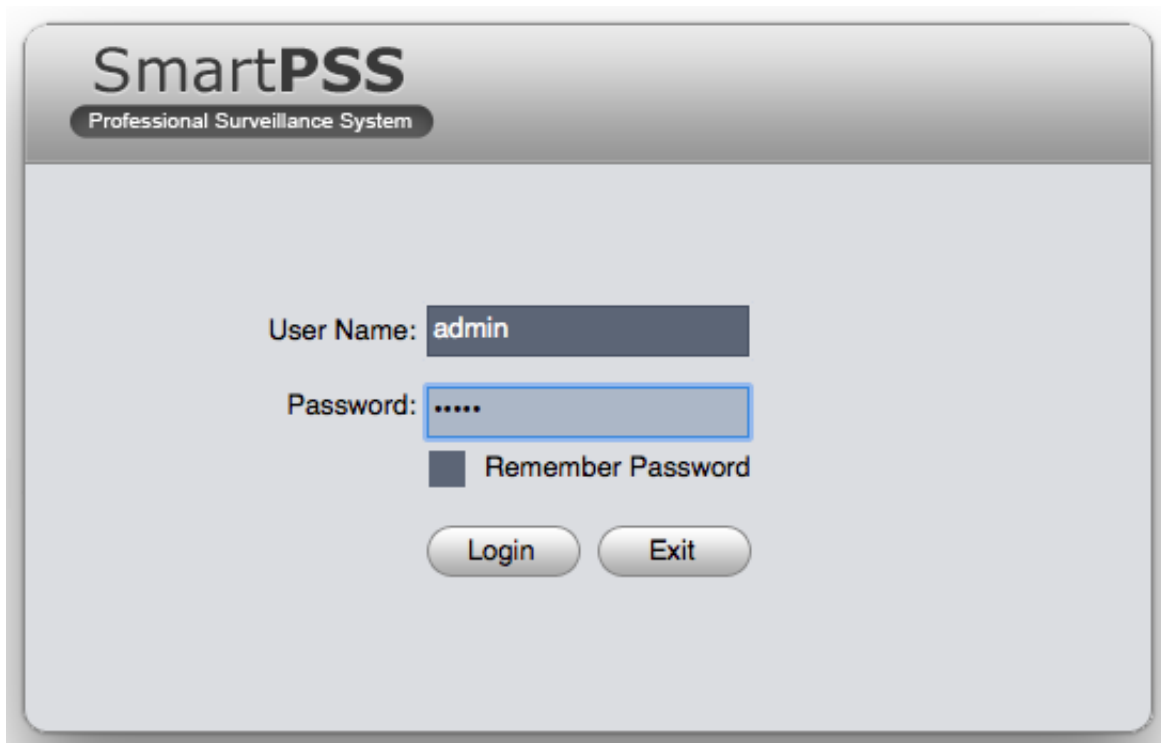 SmartPSS
Professional Surveillance System
User Name: admin
Password: •••••
Remember Password
Login Exit